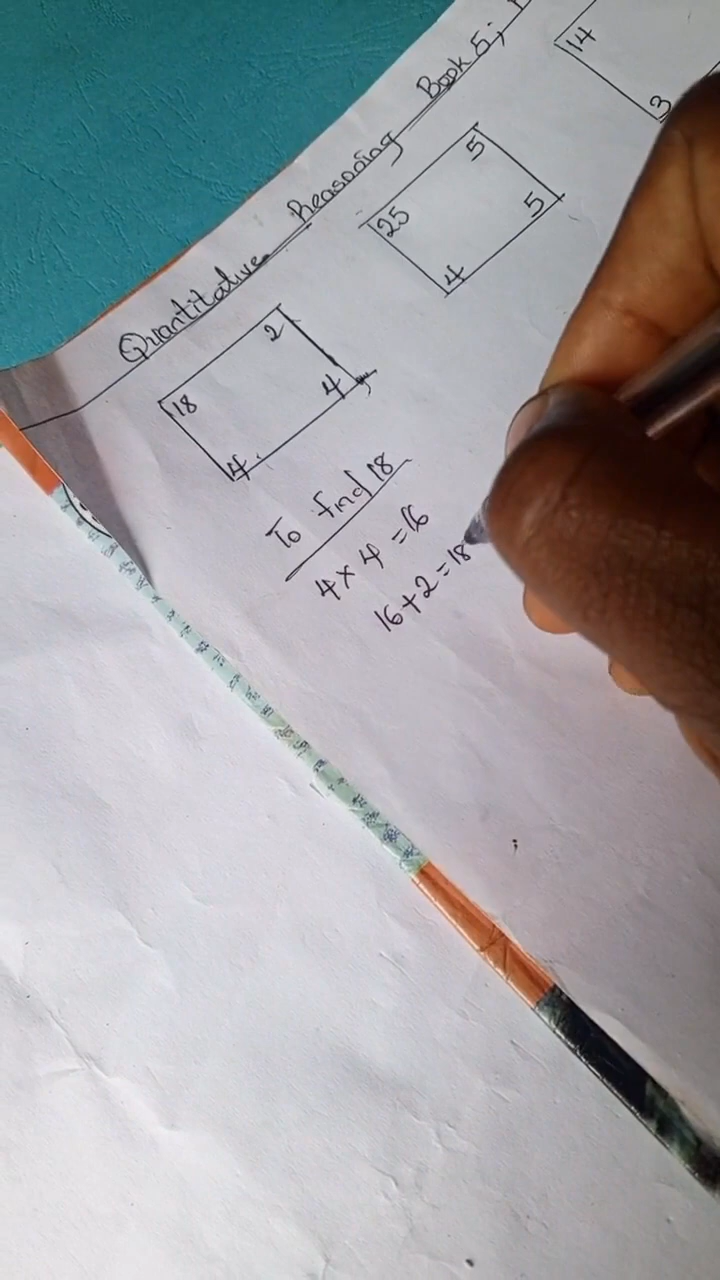 Quantitative Reasoning Book 5;
18 2
4 4
25 5
4 5
14
3
To find 18
4 × 4 = 16
16 + 2 = 18